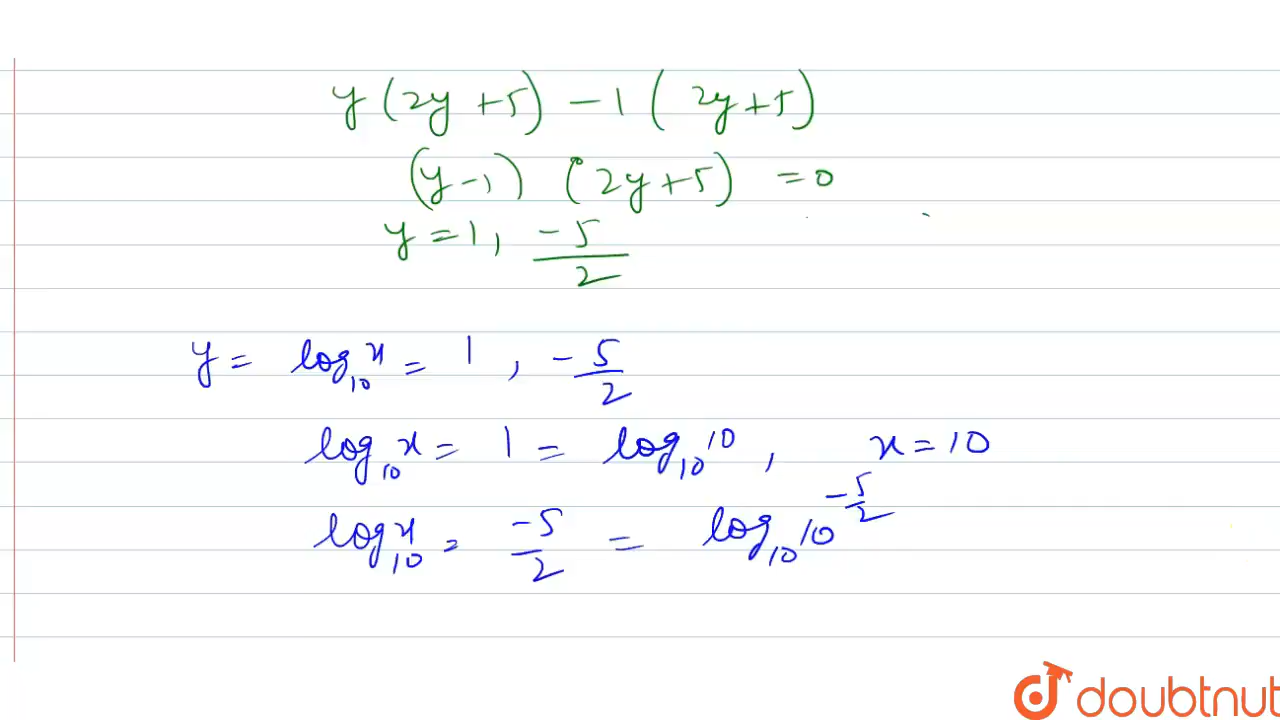 y(2y+5) -1(2y+5)
(y-1) (2y+5) =0
y=1, -5/2
y= log₁₀x = 1, -5/2
log₁₀x = 1 = log₁₀10, x=10
log₁₀x = -5/2 = log₁₀10^(-5/2)
doubtnut